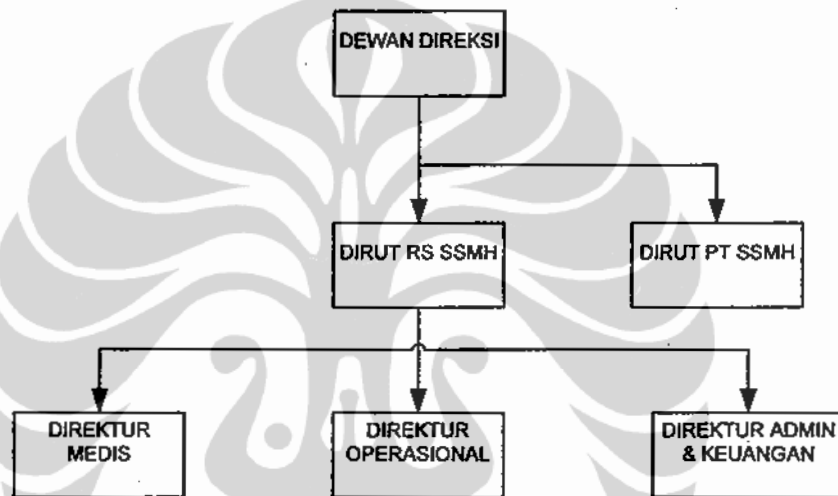 DEWAN DIREKSI
DIRUT RS SSMH
DIRUT PT SSMH
DIREKTUR
MEDIS
DIREKTUR
OPERASIONAL
DIREKTUR ADMIN
& KEUANGAN